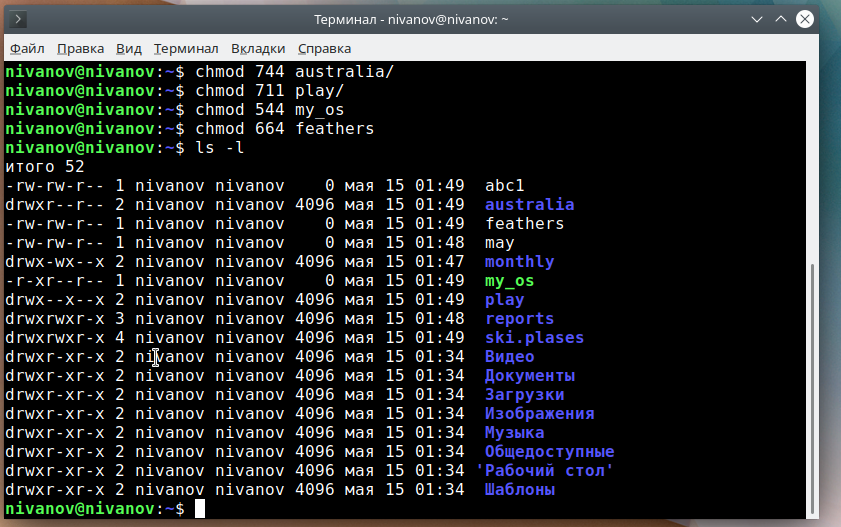 Терминал - nivanov@nivanov: ~
Файл Правка Вид Терминал Вкладки Справка
nivanov@nivanov:~$ chmod 744 australia/
nivanov@nivanov:~$ chmod 711 play/
nivanov@nivanov:~$ chmod 544 my_os
nivanov@nivanov:~$ chmod 664 feathers
nivanov@nivanov:~$ ls -l
итого 52
-rw-rw-r-- 1 nivanov nivanov    0 мая 15 01:49  abc1
drwxr--r-- 2 nivanov nivanov 4096 мая 15 01:49  australia
-rw-rw-r-- 1 nivanov nivanov    0 мая 15 01:49  feathers
-rw-rw-r-- 1 nivanov nivanov    0 мая 15 01:48  may
drwx-wx--x 2 nivanov nivanov 4096 мая 15 01:47  monthly
-r-xr--r-- 1 nivanov nivanov    0 мая 15 01:49  my_os
drwx--x--x 2 nivanov nivanov 4096 мая 15 01:49  play
drwxrwxr-x 3 nivanov nivanov 4096 мая 15 01:48  reports
drwxrwxr-x 4 nivanov nivanov 4096 мая 15 01:49  ski.plases
drwxr-xr-x 2 nivanov nivanov 4096 мая 15 01:34  Видео
drwxr-xr-x 2 nivanov nivanov 4096 мая 15 01:34  Документы
drwxr-xr-x 2 nivanov nivanov 4096 мая 15 01:34  Загрузки
drwxr-xr-x 2 nivanov nivanov 4096 мая 15 01:34  Изображения
drwxr-xr-x 2 nivanov nivanov 4096 мая 15 01:34  Музыка
drwxr-xr-x 2 nivanov nivanov 4096 мая 15 01:34  Общедоступные
drwxr-xr-x 2 nivanov nivanov 4096 мая 15 01:34 'Рабочий стол'
drwxr-xr-x 2 nivanov nivanov 4096 мая 15 01:34  Шаблоны
nivanov@nivanov:~$